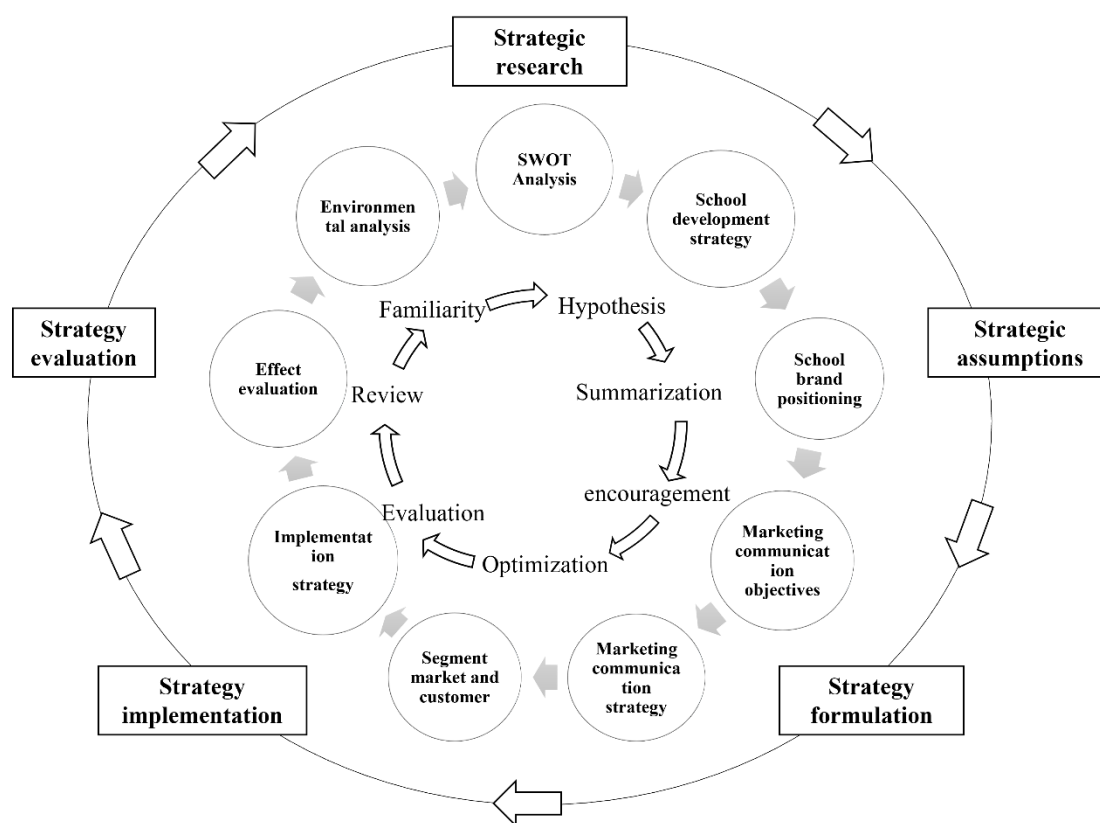 Strategic
research
SWOT
Analysis
Environmen
tal analysis
School
development
strategy
Familiarity
Hypothesis
Strategy
evaluation
Strategic
assumptions
Effect
evaluation
Review
Summarization
School
brand
positioning
encouragement
Evaluation
Optimization
Implementat
ion
strategy
Marketing
communicat
ion
objectives
Segment
market and
customer
Marketing
communica
tion
strategy
Strategy
implementation
Strategy
formulation